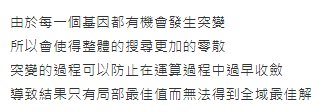 由於每一個基因都有機會發生突變
所以會使得整體的搜尋更加的零散
突變的過程可以防止在運算過程中過早收斂
導致結果只有局部最佳值而無法得到全域最佳解